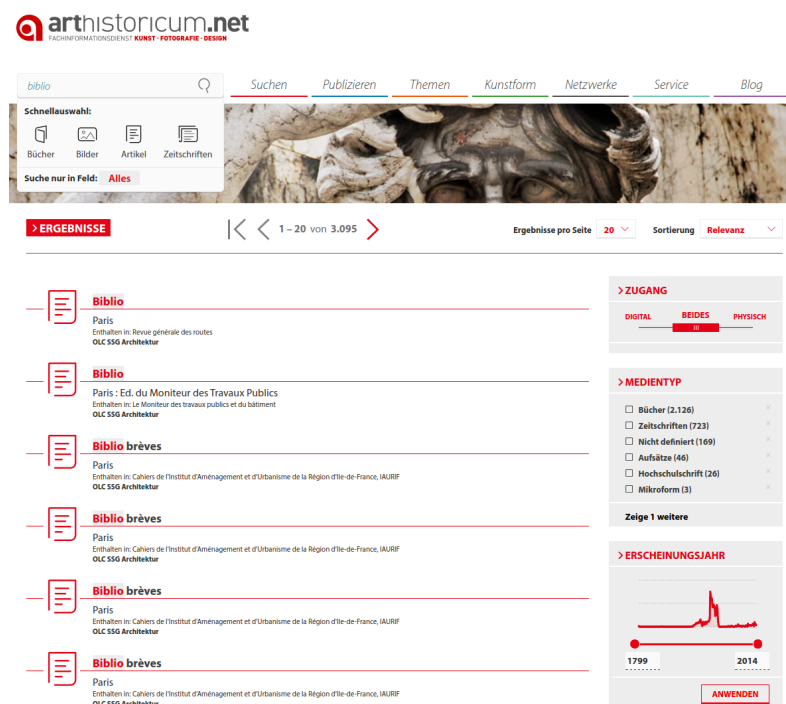 arthistoricum.net
FACHINFORMATIONSDIENST KUNST · FOTOGRAFIE · DESIGN
biblio
Suchen Publizieren Themen Kunstform Netzwerke Service Blog
Schnellauswahl:
Bücher Bilder Artikel Zeitschriften
Suche nur in Feld: Alles
ERGEBNISSE
1 – 20 von 3.095
Ergebnisse pro Seite 20 Sortierung Relevanz
Biblio
Paris
Enthalten in: Revue générale des routes
OLC SSG Architektur
Biblio
Paris : Ed. du Moniteur des Travaux Publics
Enthalten in: Le Moniteur des travaux publics et du bâtiment
OLC SSG Architektur
Biblio brèves
Paris
Enthalten in: Cahiers de l'Institut d'Aménagement et d'Urbanisme de la Région d'Ile-de-France, IAURIF
OLC SSG Architektur
Biblio brèves
Paris
Enthalten in: Cahiers de l'Institut d'Aménagement et d'Urbanisme de la Région d'Ile-de-France, IAURIF
OLC SSG Architektur
Biblio brèves
Paris
Enthalten in: Cahiers de l'Institut d'Aménagement et d'Urbanisme de la Région d'Ile-de-France, IAURIF
OLC SSG Architektur
Biblio brèves
Paris
Enthalten in: Cahiers de l'Institut d'Aménagement et d'Urbanisme de la Région d'Ile-de-France, IAURIF
OLC SSG Architektur
ZUGANG
DIGITAL BEIDES PHYSISCH
MEDIENTYP
Bücher (2.126)
Zeitschriften (723)
Nicht definiert (169)
Aufsätze (46)
Hochschulschrift (26)
Mikroform (3)
Zeige 1 weitere
ERSCHEINUNGSJAHR
1799 2014
ANWENDEN